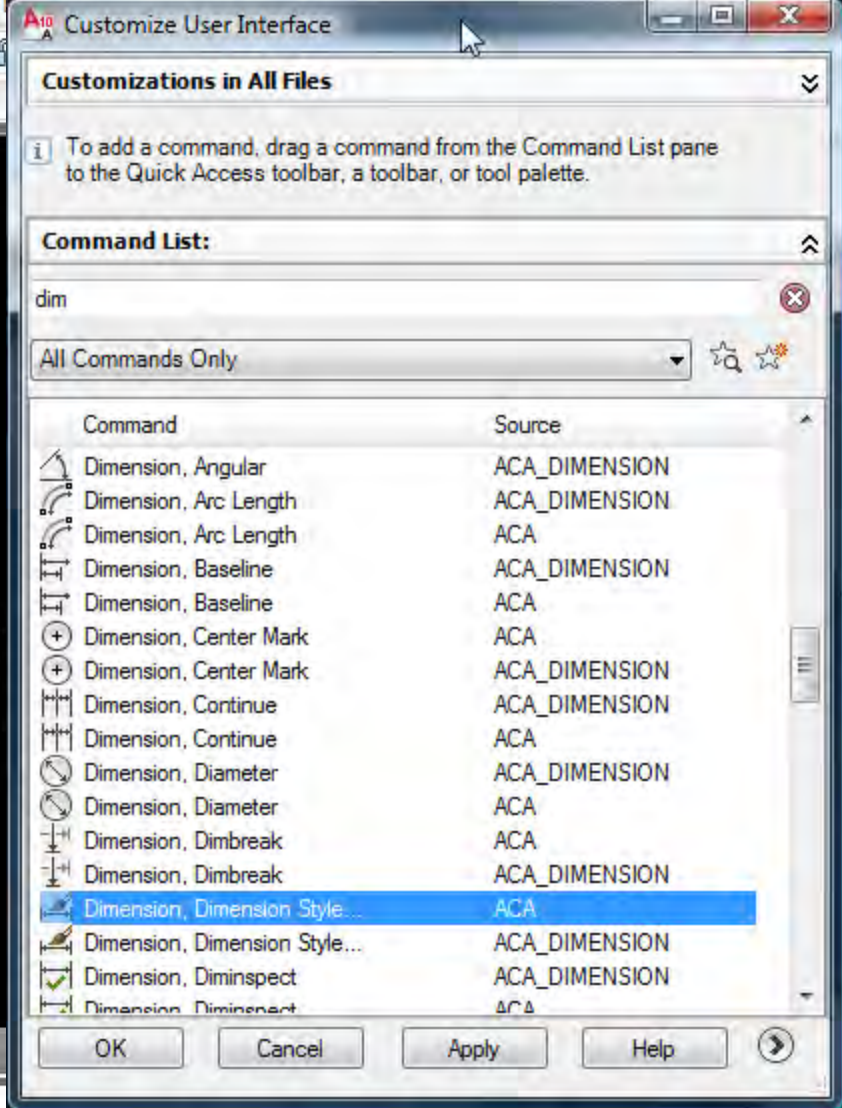 Customize User Interface
Customizations in All Files
To add a command, drag a command from the Command List pane
to the Quick Access toolbar, a toolbar, or tool palette.
Command List:
dim
All Commands Only
Command Source
Dimension, Angular ACA_DIMENSION
Dimension, Arc Length ACA_DIMENSION
Dimension, Arc Length ACA
Dimension, Baseline ACA_DIMENSION
Dimension, Baseline ACA
Dimension, Center Mark ACA
Dimension, Center Mark ACA_DIMENSION
Dimension, Continue ACA_DIMENSION
Dimension, Continue ACA
Dimension, Diameter ACA_DIMENSION
Dimension, Diameter ACA
Dimension, Dimbreak ACA
Dimension, Dimbreak ACA_DIMENSION
Dimension, Dimension Style... ACA
Dimension, Dimension Style... ACA_DIMENSION
Dimension, Diminspect ACA_DIMENSION
Dimension, Diminspect ACA
OK Cancel Apply Help